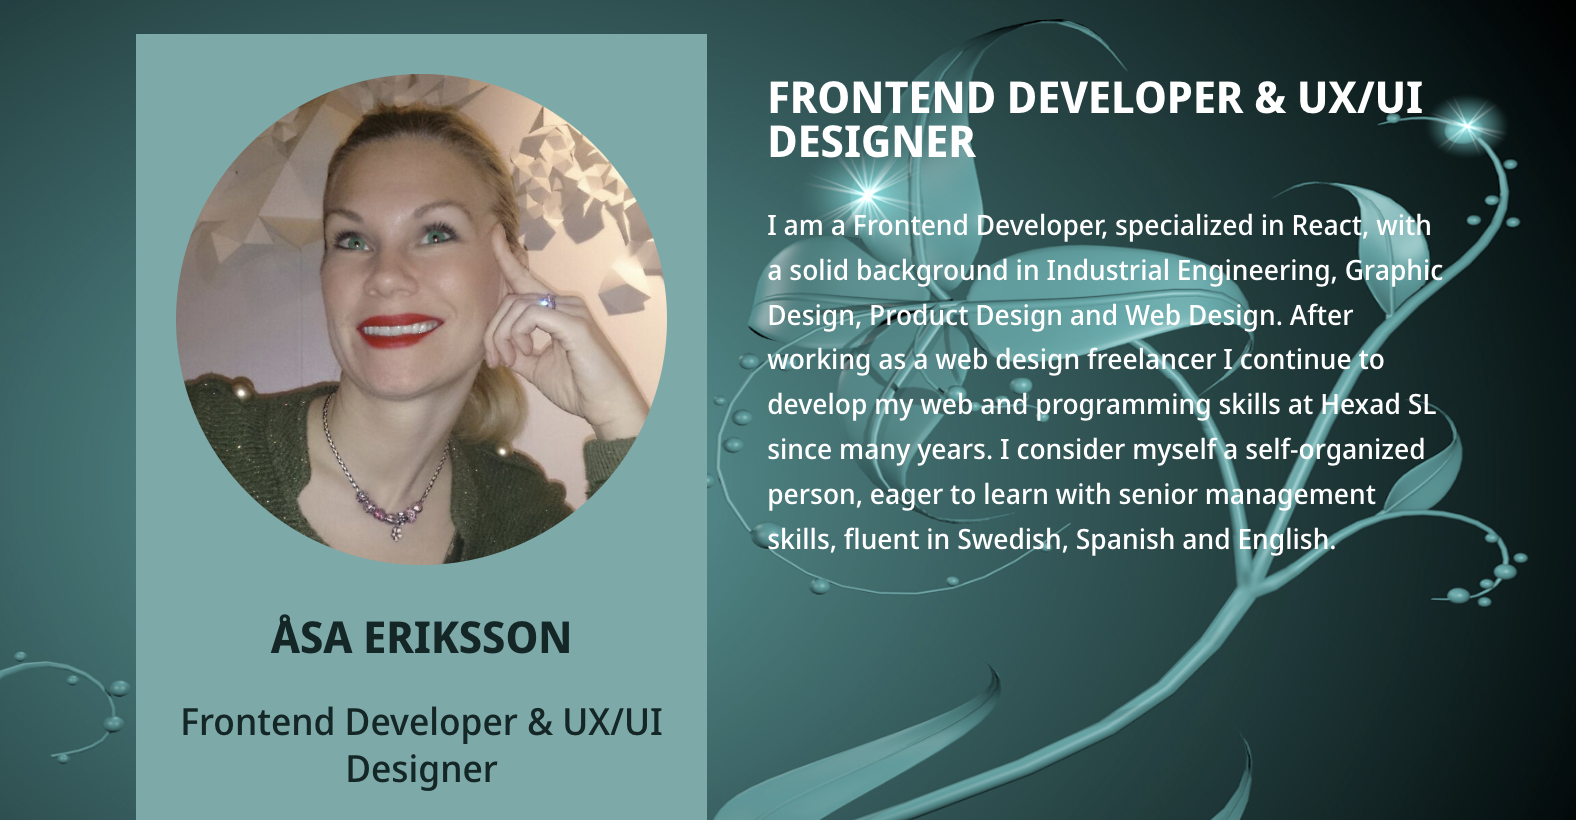 ÅSA ERIKSSON
Frontend Developer & UX/UI
Designer
FRONTEND DEVELOPER & UX/UI
DESIGNER
I am a Frontend Developer, specialized in React, with
a solid background in Industrial Engineering, Graphic
Design, Product Design and Web Design. After
working as a web design freelancer I continue to
develop my web and programming skills at Hexad SL
since many years. I consider myself a self-organized
person, eager to learn with senior management
skills, fluent in Swedish, Spanish and English.